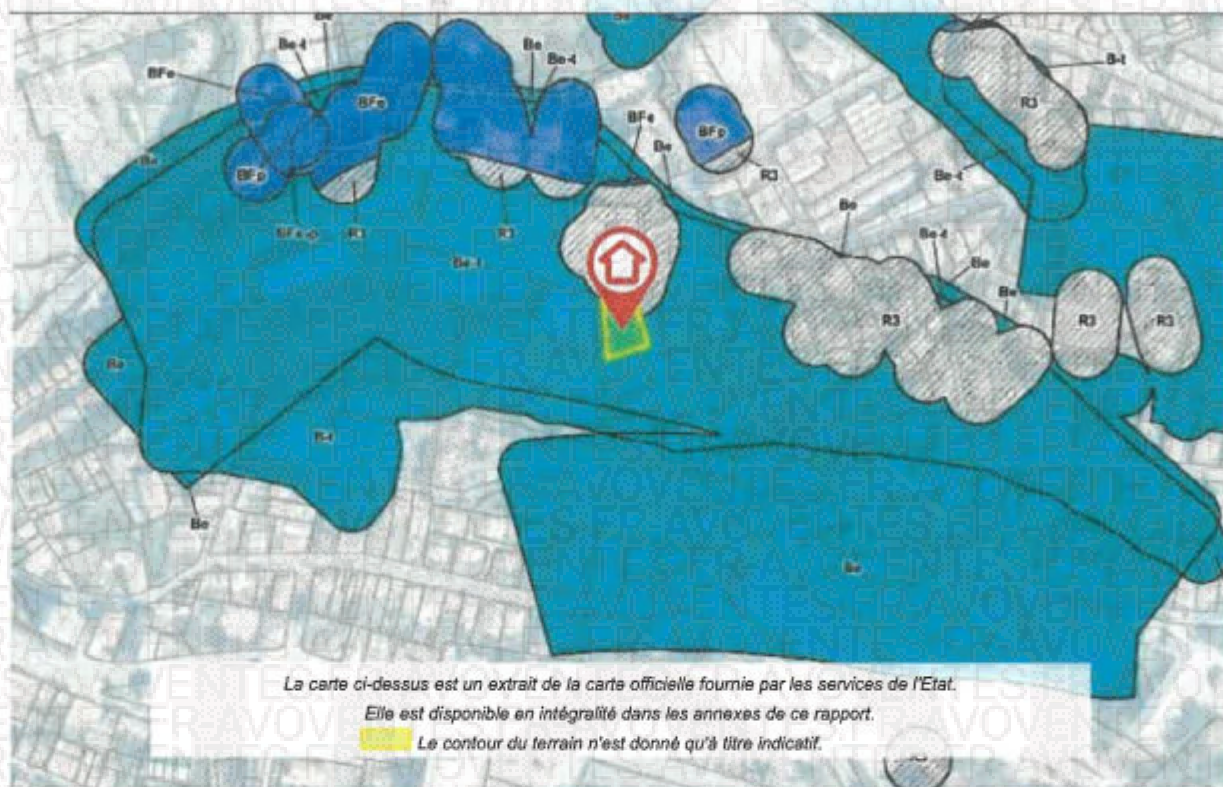 Be
Be
Be-t
Be
Be-t
BFe
BFe
B-t
R3
BFe
BFp
Be
Be
R3
BFp
Be-t
BFe-p
R3
R3
Be-t
Be
Be-t
Be
Be
R3
R3
R3
Be
B-t
Be
Be
La carte ci-dessus est un extrait de la carte officielle fournie par les services de l'Etat.
Elle est disponible en intégralité dans les annexes de ce rapport.
Le contour du terrain n'est donné qu'à titre indicatif.